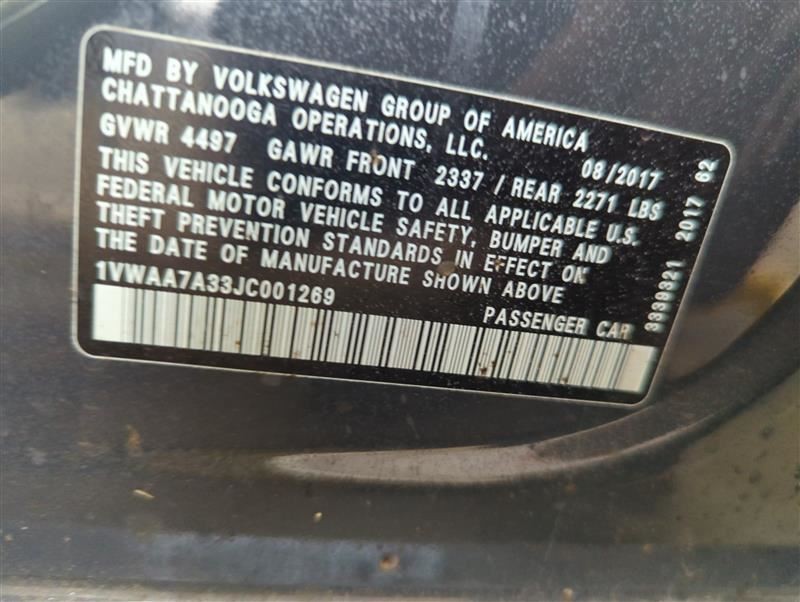 MFD BY VOLKSWAGEN GROUP OF AMERICA
CHATTANOOGA OPERATIONS, LLC.
08/2017
GVWR 4497 GAWR FRONT 2337 / REAR 2271 LBS
THIS VEHICLE CONFORMS TO ALL APPLICABLE U.S.
FEDERAL MOTOR VEHICLE SAFETY, BUMPER AND
THEFT PREVENTION STANDARDS IN EFFECT ON
THE DATE OF MANUFACTURE SHOWN ABOVE
1VWAA7A33JC001269
PASSENGER CAR
3339321 2017 62